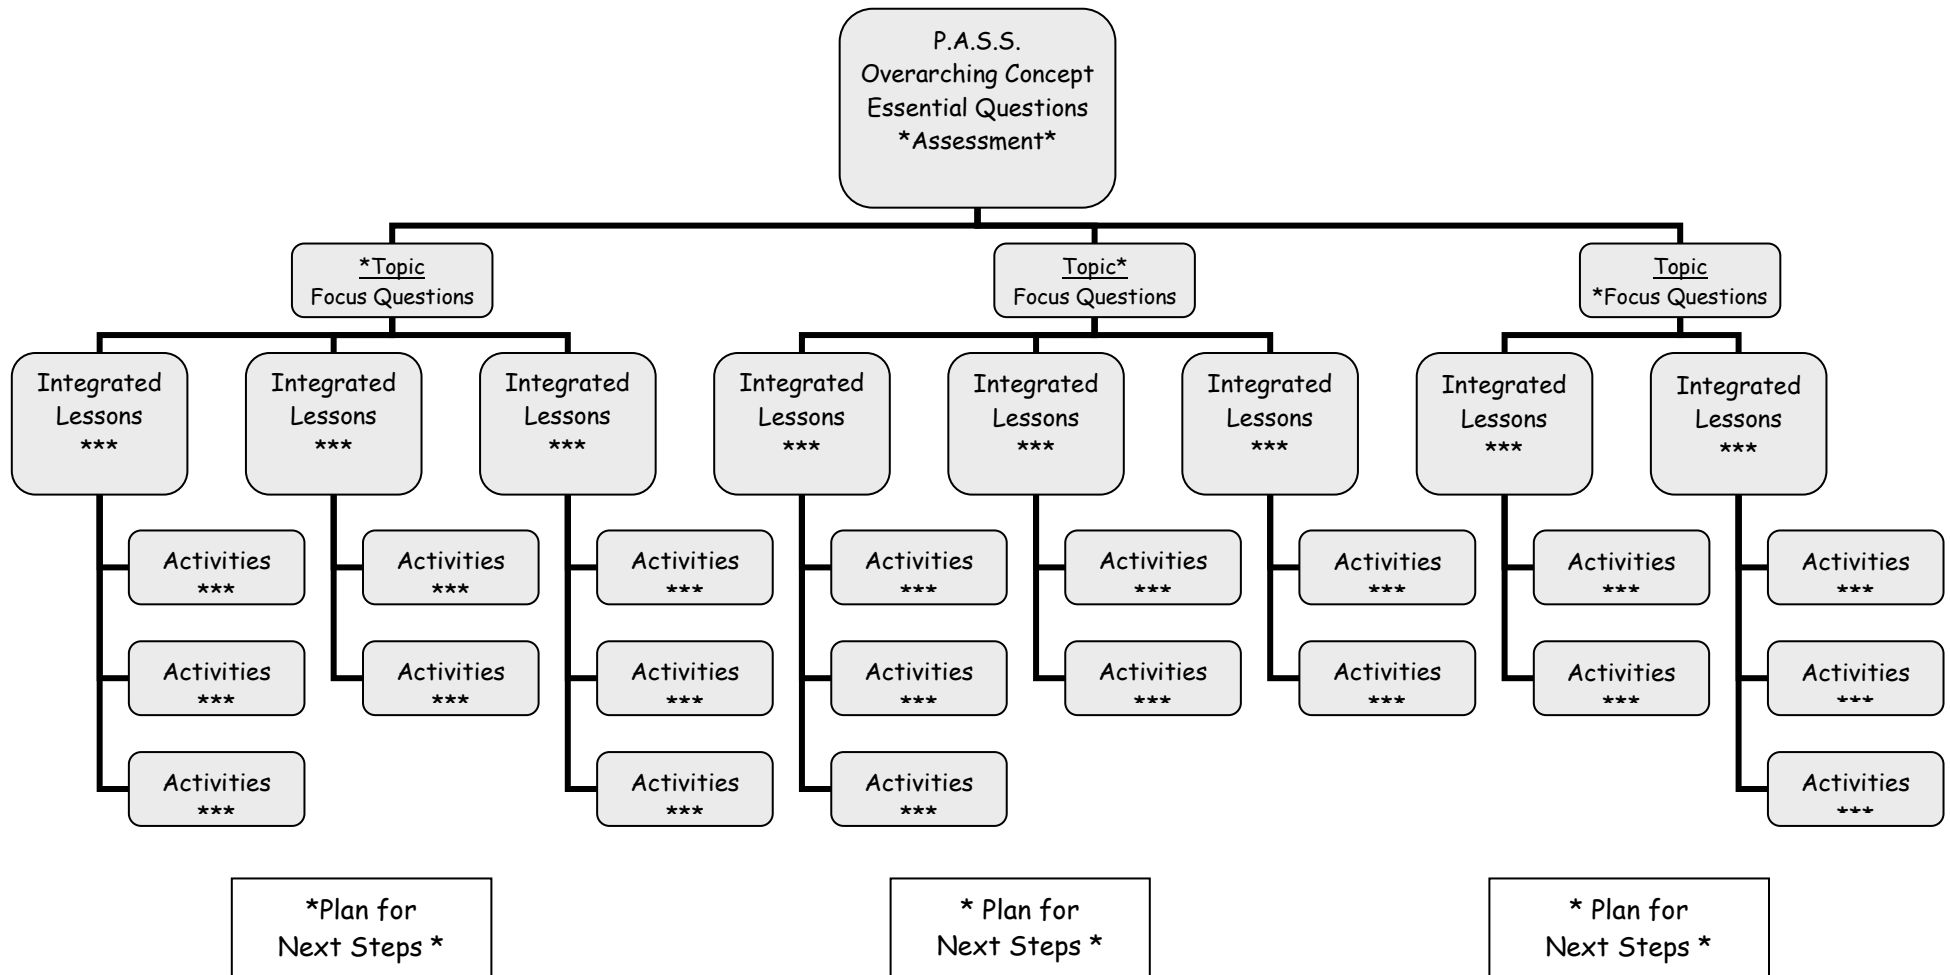 P.A.S.S.
Overarching Concept
Essential Questions
*Assessment*
*Topic
Focus Questions
Topic*
Focus Questions
Topic
*Focus Questions
Integrated
Lessons
***
Integrated
Lessons
***
Integrated
Lessons
***
Integrated
Lessons
***
Integrated
Lessons
***
Integrated
Lessons
***
Integrated
Lessons
***
Integrated
Lessons
***
Activities
***
Activities
***
Activities
***
Activities
***
Activities
***
Activities
***
Activities
***
Activities
***
Activities
***
Activities
***
Activities
***
Activities
***
Activities
***
Activities
***
Activities
***
Activities
***
Activities
***
Activities
***
Activities
***
Activities
***
*Plan for
Next Steps *
* Plan for
Next Steps *
* Plan for
Next Steps *